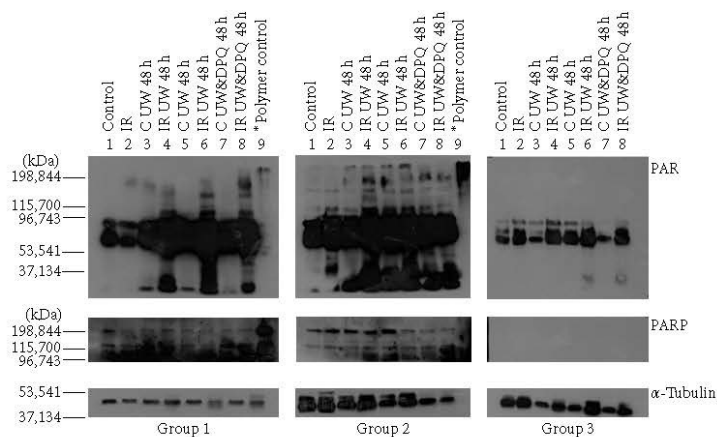 Control
IR
C UW 48 h
IR UW 48 h
C UW 48 h
IR UW 48 h
C UW&DPQ 48 h
IR UW&DPQ 48 h
* Polymer control
Control
IR
C UW 48 h
IR UW 48 h
C UW 48 h
IR UW 48 h
C UW&DPQ 48 h
IR UW&DPQ 48 h
* Polymer control
Control
IR
C UW 48 h
IR UW 48 h
C UW 48 h
IR UW 48 h
C UW&DPQ 48 h
IR UW&DPQ 48 h
(kDa) 1 2 3 4 5 6 7 8 9 1 2 3 4 5 6 7 8 9 1 2 3 4 5 6 7 8
198,844 PAR
115,700
96,743
53,541
37,134
(kDa)
198,844 PARP
115,700
96,743
53,541 α-Tubulin
37,134
Group 1 Group 2 Group 3